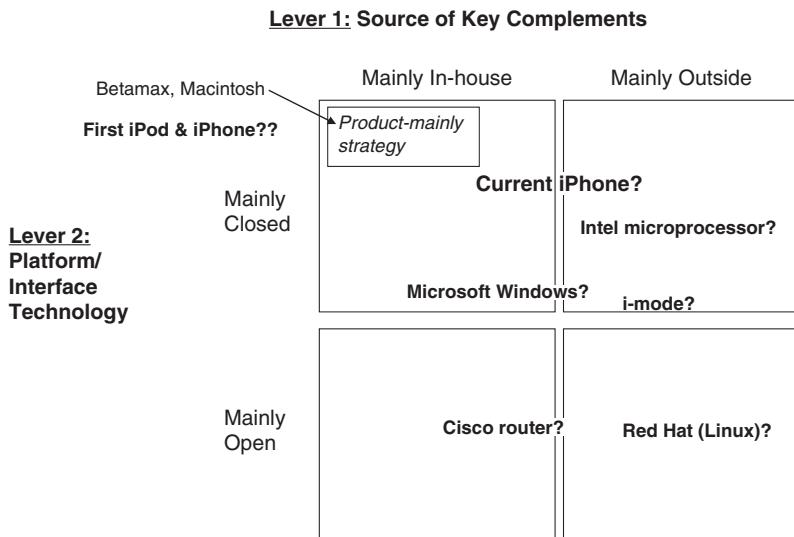 Lever 1: Source of Key Complements
Mainly In-house
Mainly Outside
Betamax, Macintosh
First iPod & iPhone??
Product-mainly
strategy
Mainly
Closed
Current iPhone?
Intel microprocessor?
Lever 2:
Platform/
Interface
Technology
Microsoft Windows?
i-mode?
Mainly
Open
Cisco router?
Red Hat (Linux)?